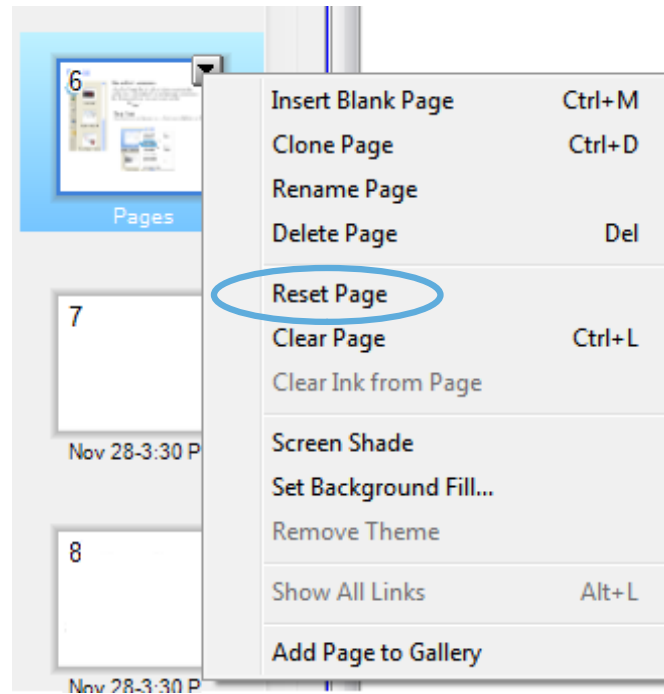 6
Pages
7
Nov 28-3:30 P
8
Nov 28-3:30 P
Insert Blank Page Ctrl+M
Clone Page Ctrl+D
Rename Page
Delete Page Del
Reset Page
Clear Page Ctrl+L
Clear Ink from Page
Screen Shade
Set Background Fill...
Remove Theme
Show All Links Alt+L
Add Page to Gallery